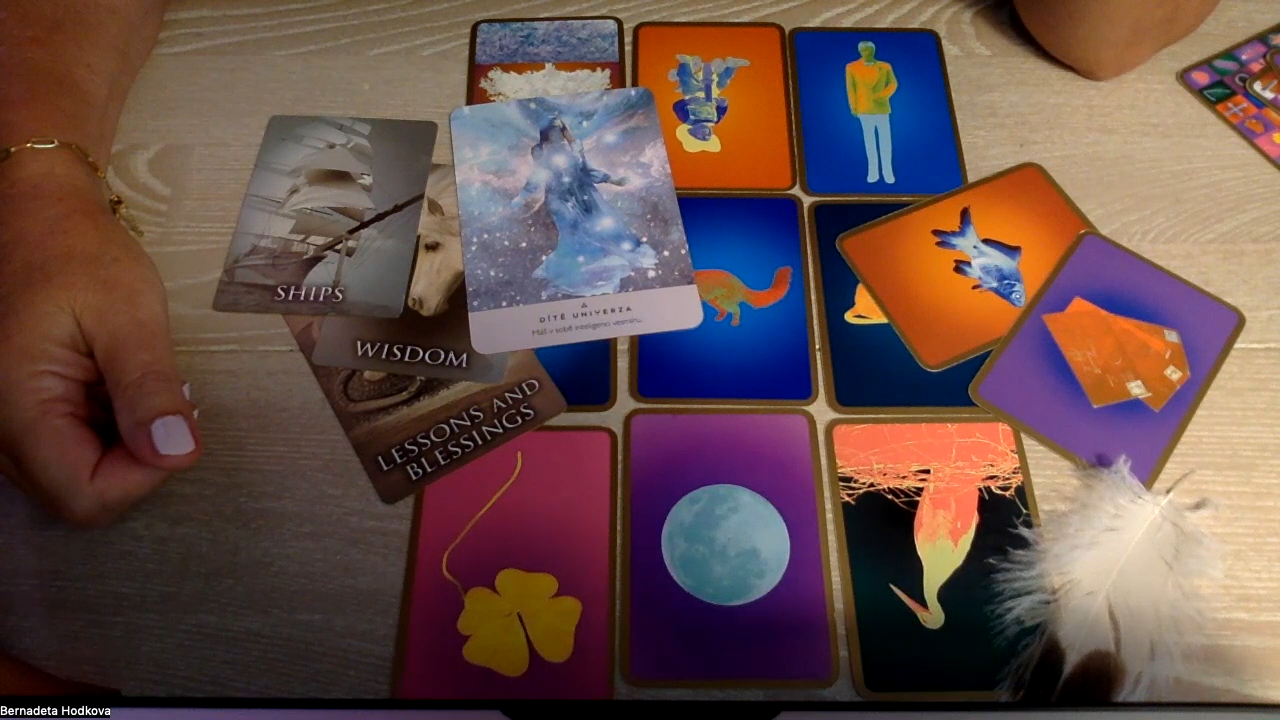 SHIPS
WISDOM
LESSONS AND
BLESSINGS
DÍTĚ UNIVERZA
Máš v sobě inteligenci vesmíru.
Bernadeta Hodkova